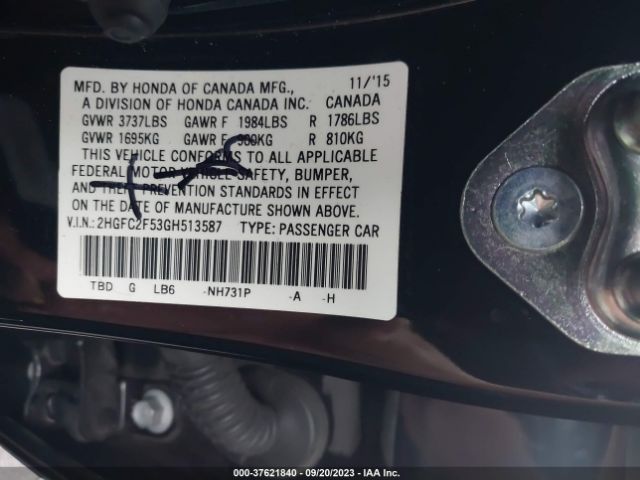 MFD. BY HONDA OF CANADA MFG., 11/'15
A DIVISION OF HONDA CANADA INC. CANADA
GVWR 3737LBS GAWR F 1984LBS R 1786LBS
GVWR 1695KG GAWR F 900KG R 810KG
THIS VEHICLE CONFORMS TO ALL APPLICABLE
FEDERAL MOTOR VEHICLE SAFETY, BUMPER,
AND THEFT PREVENTION STANDARDS IN EFFECT
ON THE DATE OF MANUFACTURE SHOWN ABOVE.
V.I.N.: 2HGFC2F53GH513587 TYPE: PASSENGER CAR
TBD G LB6 -NH731P -A -H
000-37621840 - 09/20/2023 - IAA Inc.